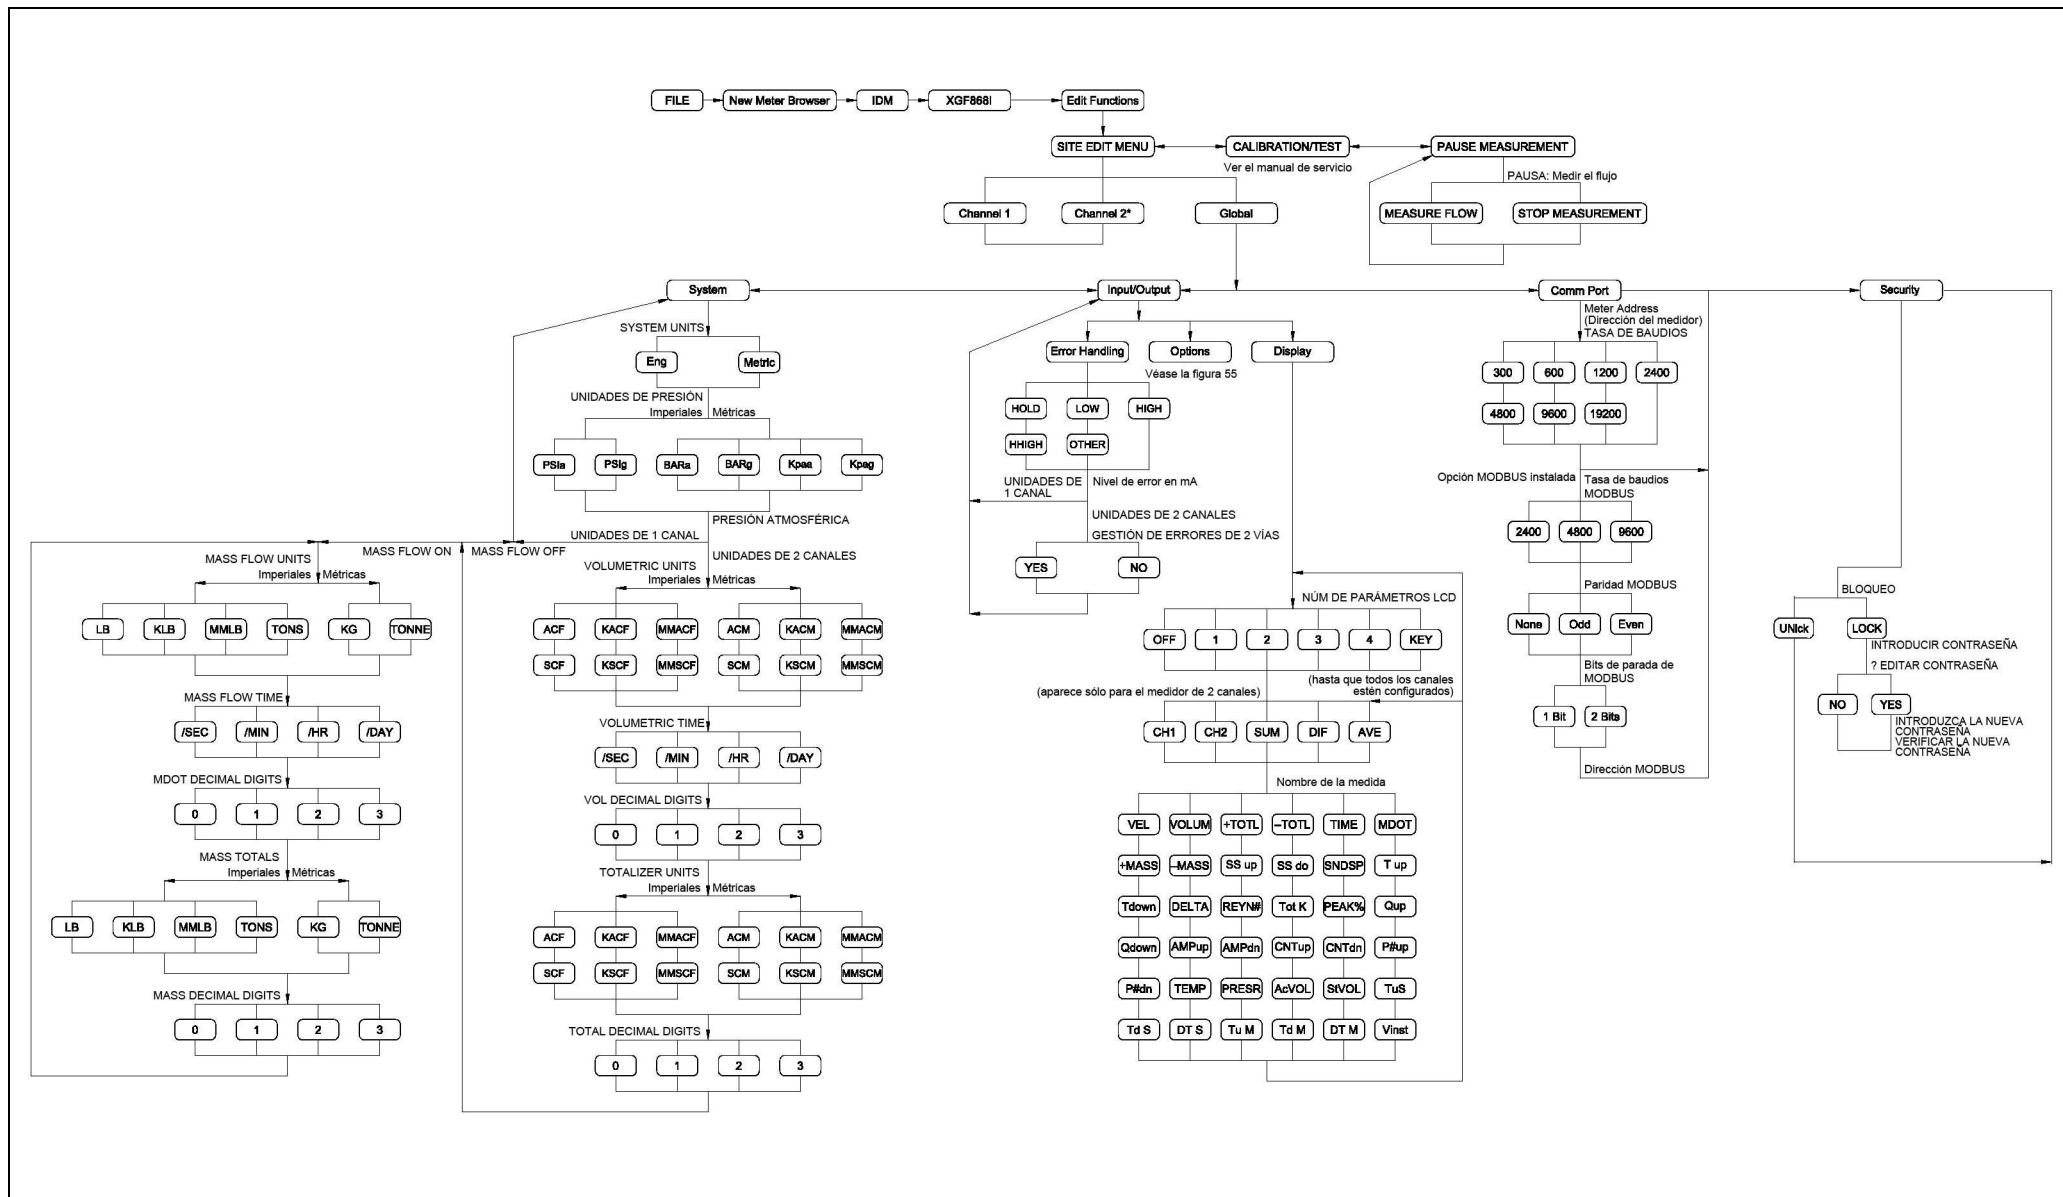 FILE
New Meter Browser
IDM
XGF868I
Edit Functions
SITE EDIT MENU
CALIBRATION/TEST
PAUSE MEASUREMENT
Ver el manual de servicio
PAUSA: Medir el flujo
Channel 1
Channel 2*
Global
MEASURE FLOW
STOP MEASUREMENT
System
Input/Output
Comm Port
Security
SYSTEM UNITS
Eng
Metric
UNIDADES DE PRESIÓN
Imperiales
Métricas
PSIa
PSIg
BARa
BARg
Kpaa
Kpag
PRESIÓN ATMOSFÉRICA
UNIDADES DE 1 CANAL
MASS FLOW ON
MASS FLOW OFF
UNIDADES DE 2 CANALES
MASS FLOW UNITS
Imperiales
Métricas
LB
KLB
MMLB
TONS
KG
TONNE
MASS FLOW TIME
/SEC
/MIN
/HR
/DAY
MDOT DECIMAL DIGITS
0
1
2
3
MASS TOTALS
Imperiales
Métricas
LB
KLB
MMLB
TONS
KG
TONNE
MASS DECIMAL DIGITS
0
1
2
3
VOLUMETRIC UNITS
Imperiales
Métricas
ACF
KACF
MMACF
ACM
KACM
MMACM
SCF
KSCF
MMSCF
SCM
KSCM
MMSCM
VOLUMETRIC TIME
/SEC
/MIN
/HR
/DAY
VOL DECIMAL DIGITS
0
1
2
3
TOTALIZER UNITS
Imperiales
Métricas
ACF
KACF
MMACF
ACM
KACM
MMACM
SCF
KSCF
MMSCF
SCM
KSCM
MMSCM
TOTAL DECIMAL DIGITS
0
1
2
3
Error Handling
Options
Display
Véase la figura 55
HOLD
LOW
HIGH
HHIGH
OTHER
UNIDADES DE
1 CANAL
Nivel de error en mA
UNIDADES DE 2 CANALES
GESTIÓN DE ERRORES DE 2 VÍAS
YES
NO
NÚM DE PARÁMETROS LCD
OFF
1
2
3
4
KEY
(aparece sólo para el medidor de 2 canales)
(hasta que todos los canales
estén configurados)
CH1
CH2
SUM
DIF
AVE
Nombre de la medida
VEL
VOLUM
+TOTL
–TOTL
TIME
MDOT
+MASS
–MASS
SS up
SS do
SNDSP
T up
Tdown
DELTA
REYN#
Tot K
PEAK%
Qup
Qdown
AMPup
AMPdn
CNTup
CNTdn
P#up
P#dn
TEMP
PRESR
AcVOL
StVOL
TuS
Td S
DT S
Tu M
Td M
DT M
Vinst
Meter Address
(Dirección del medidor)
TASA DE BAUDIOS
300
600
1200
2400
4800
9600
19200
Opción MODBUS instalada
Tasa de baudios
MODBUS
2400
4800
9600
Paridad MODBUS
None
Odd
Even
Bits de parada de
MODBUS
1 Bit
2 Bits
Dirección MODBUS
BLOQUEO
UNlck
LOCK
INTRODUCIR CONTRASEÑA
? EDITAR CONTRASEÑA
NO
YES
INTRODUZCA LA NUEVA
CONTRASEÑA
VERIFICAR LA NUEVA
CONTRASEÑA